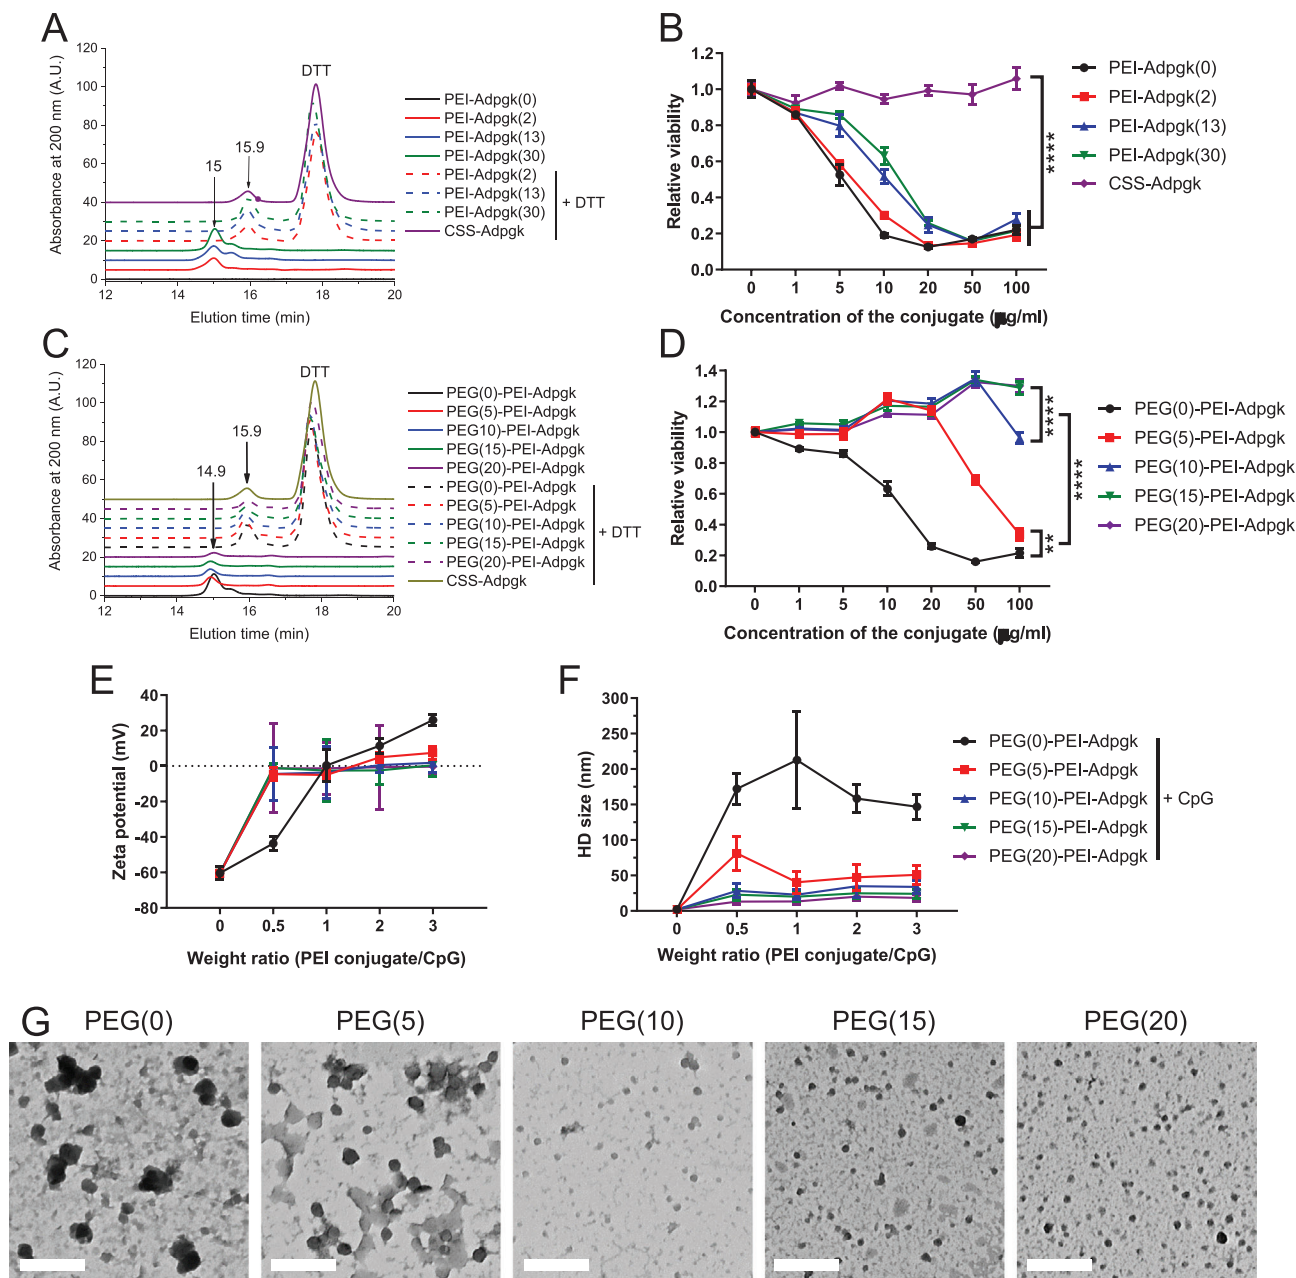 A
Absorbance at 200 nm (A.U.)
120
100
80
60
40
20
0
12 14 16 18 20
Elution time (min)
15
15.9
DTT
PEI-Adpgk(0)
PEI-Adpgk(2)
PEI-Adpgk(13)
PEI-Adpgk(30)
PEI-Adpgk(2)
PEI-Adpgk(13)
PEI-Adpgk(30)
CSS-Adpgk
+ DTT
B
Relative viability
1.2
1.0
0.8
0.6
0.4
0.2
0.0
0 1 5 10 20 50 100
Concentration of the conjugate (μg/ml)
****
PEI-Adpgk(0)
PEI-Adpgk(2)
PEI-Adpgk(13)
PEI-Adpgk(30)
CSS-Adpgk
C
Absorbance at 200 nm (A.U.)
120
100
80
60
40
20
0
12 14 16 18 20
Elution time (min)
14.9
15.9
DTT
PEG(0)-PEI-Adpgk
PEG(5)-PEI-Adpgk
PEG10)-PEI-Adpgk
PEG(15)-PEI-Adpgk
PEG(20)-PEI-Adpgk
PEG(0)-PEI-Adpgk
PEG(5)-PEI-Adpgk
PEG(10)-PEI-Adpgk
PEG(15)-PEI-Adpgk
PEG(20)-PEI-Adpgk
CSS-Adpgk
+ DTT
D
Relative viability
1.4
1.2
1.0
0.8
0.6
0.4
0.2
0.0
0 1 5 10 20 50 100
Concentration of the conjugate (μg/ml)
****
****
**
PEG(0)-PEI-Adpgk
PEG(5)-PEI-Adpgk
PEG(10)-PEI-Adpgk
PEG(15)-PEI-Adpgk
PEG(20)-PEI-Adpgk
E
Zeta potential (mV)
40
20
0
-20
-40
-60
-80
0 0.5 1 2 3
Weight ratio (PEI conjugate/CpG)
F
HD size (nm)
300
250
200
150
100
50
0
0 0.5 1 2 3
Weight ratio (PEI conjugate/CpG)
PEG(0)-PEI-Adpgk
PEG(5)-PEI-Adpgk
PEG(10)-PEI-Adpgk
PEG(15)-PEI-Adpgk
PEG(20)-PEI-Adpgk
+ CpG
G
PEG(0) PEG(5) PEG(10) PEG(15) PEG(20)